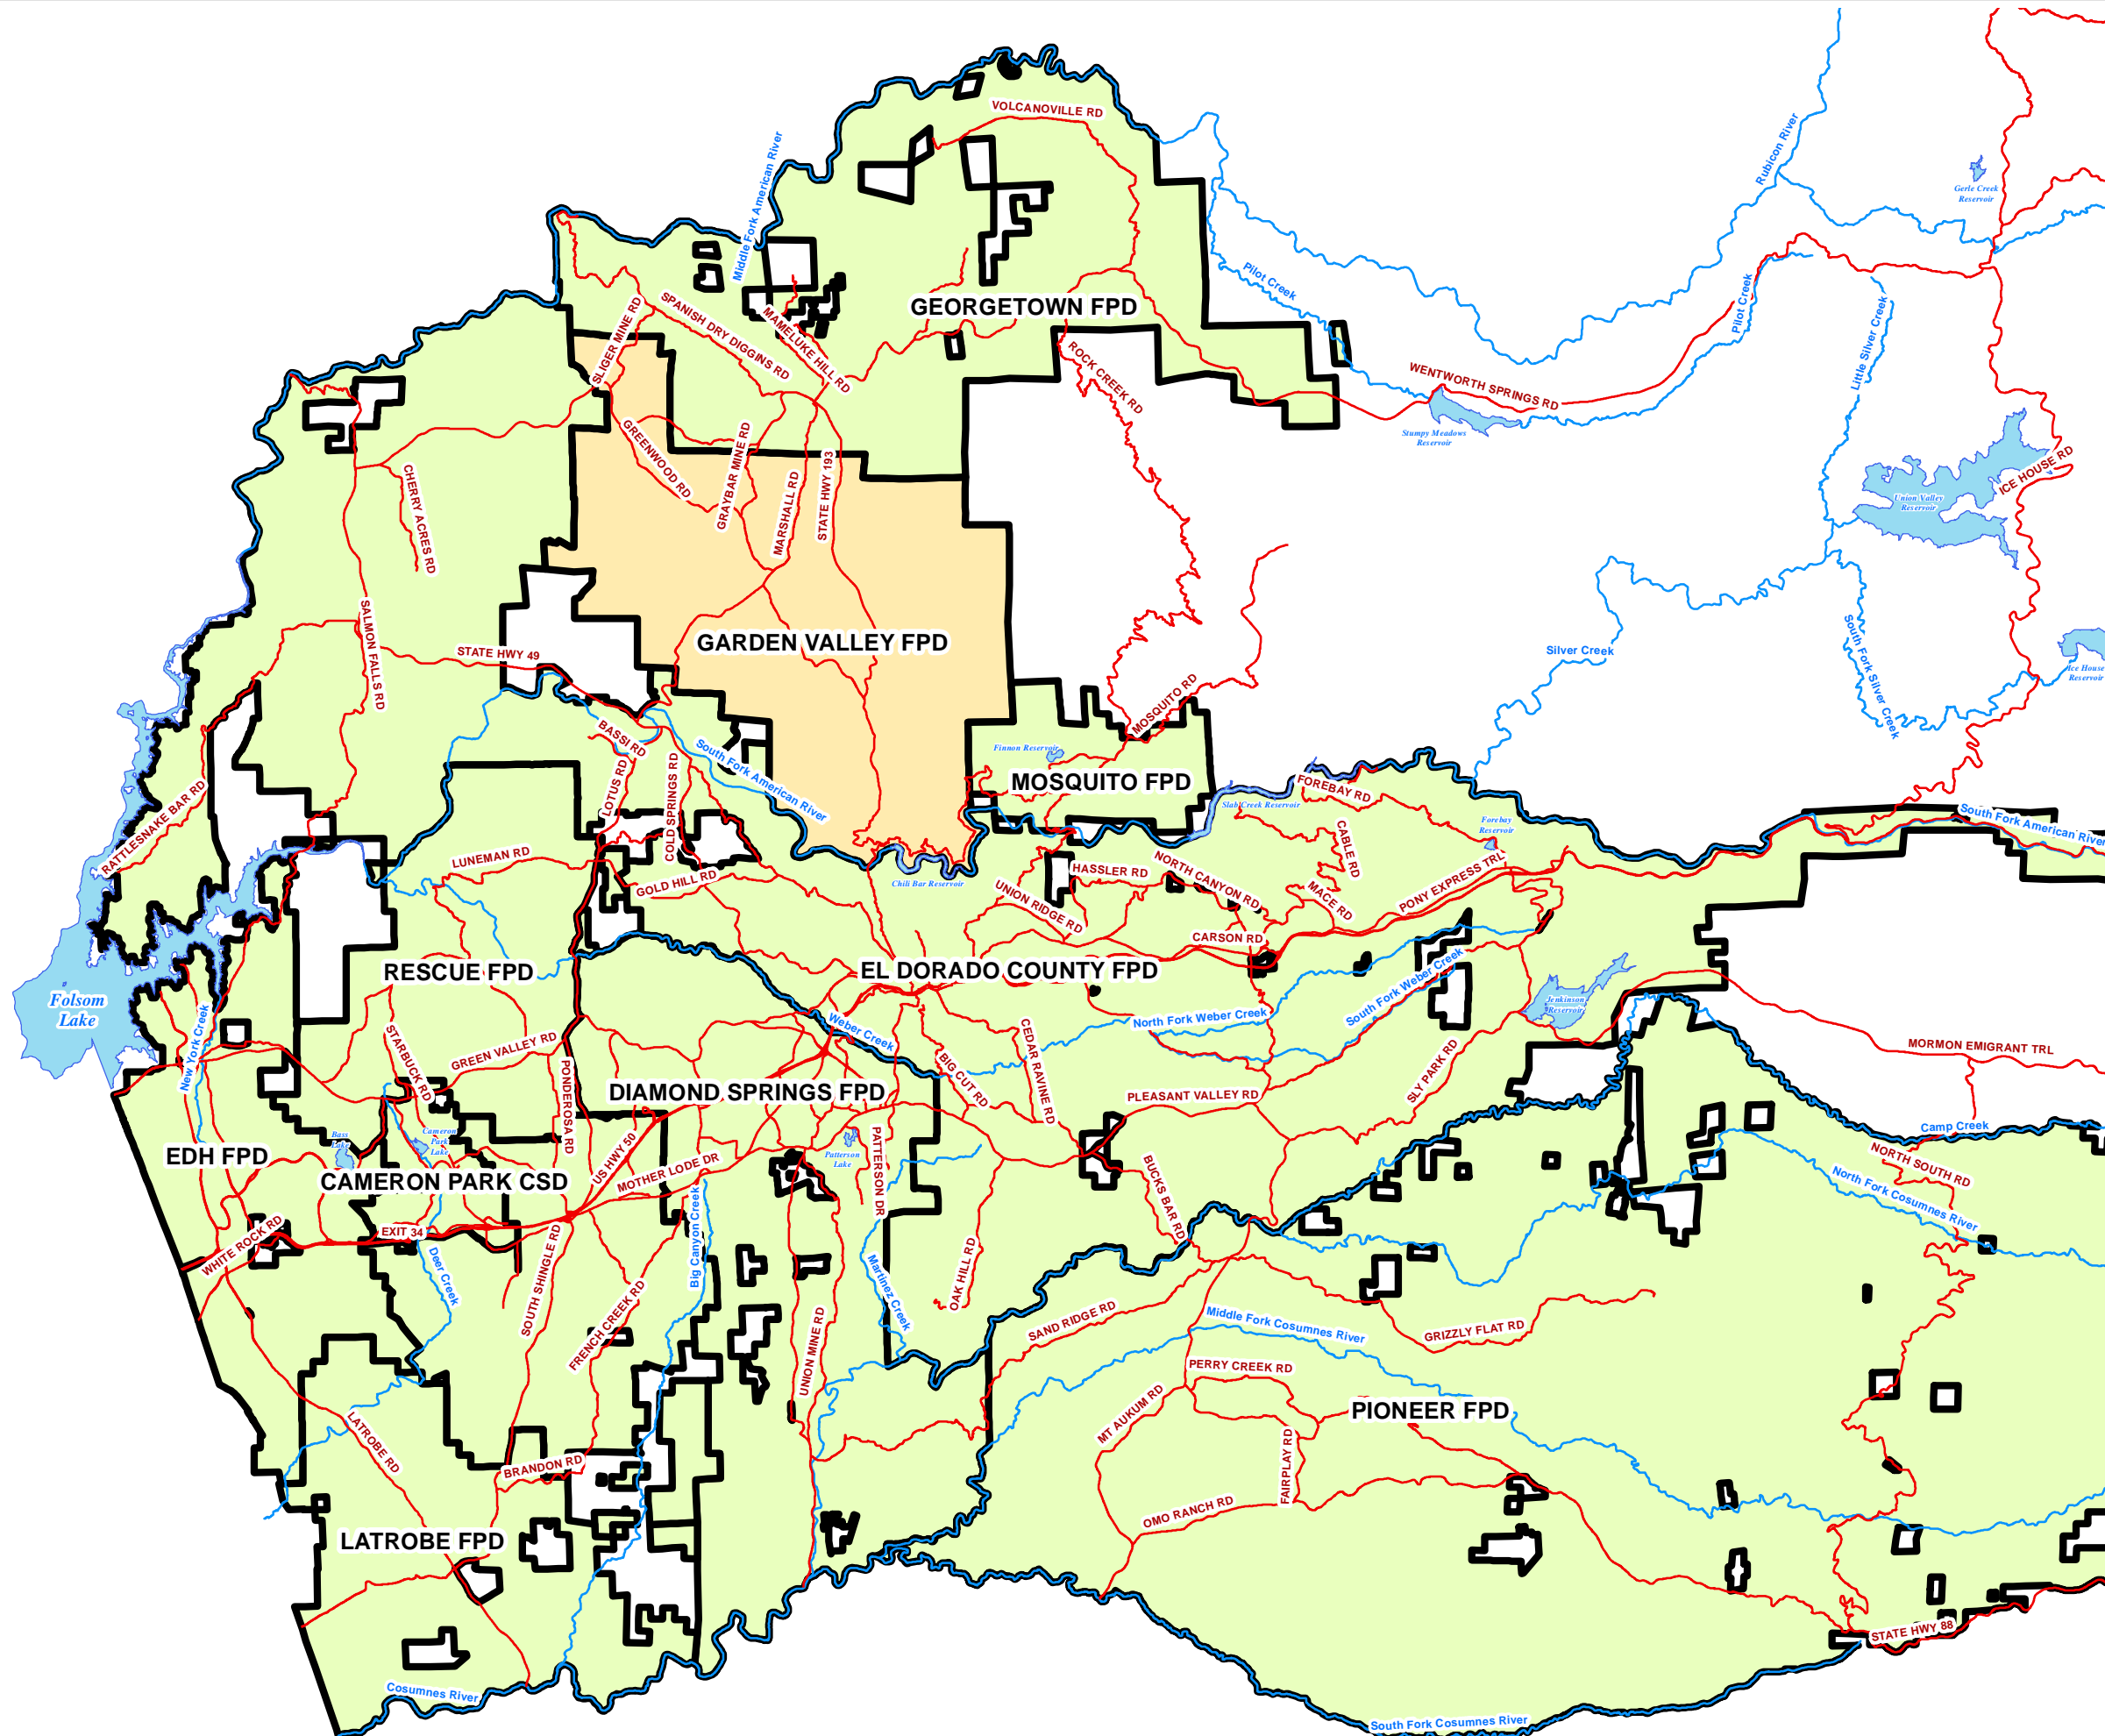 VOLCANOVILLE RD
Middle Fork American River
Rubicon River
Gerle Creek
Reservoir
Pilot Creek
Pilot Creek
Little Silver Creek
GEORGETOWN FPD
SLIGER MINE RD
SPANISH DRY DIGGINS RD
MAMELUKE HILL RD
ROCK CREEK RD
WENTWORTH SPRINGS RD
Stumpy Meadows
Reservoir
GREENWOOD RD
GRAYBAR MINE RD
MARSHALL RD
STATE HWY 193
CHERRY ACRES RD
ICE HOUSE RD
Union Valley
Reservoir
SALMON FALLS RD
STATE HWY 49
GARDEN VALLEY FPD
Silver Creek
South Fork Silver Creek
Ice House
Reservoir
MOSQUITO RD
BASSI RD
LOTUS RD
COLD SPRINGS RD
South Fork American River
Finnon Reservoir
MOSQUITO FPD
Slab Creek Reservoir
FOREBAY RD
Forebay
Reservoir
South Fork American River
RATTLESNAKE BAR RD
LUNEMAN RD
GOLD HILL RD
Chili Bar Reservoir
HASSLER RD
NORTH CANYON RD
CABLE RD
MACE RD
PONY EXPRESS TRL
UNION RIDGE RD
CARSON RD
RESCUE FPD
EL DORADO COUNTY FPD
Folsom
Lake
New York Creek
Weber Creek
North Fork Weber Creek
South Fork Weber Creek
Jenkinson
Reservoir
MORMON EMIGRANT TRL
STARBUCK RD
GREEN VALLEY RD
PONDEROSA RD
DIAMOND SPRINGS FPD
BIG CUT RD
CEDAR RAVINE RD
PLEASANT VALLEY RD
SLY PARK RD
Camp Creek
EDH FPD
Bass
Lake
Cameron
Park
Lake
CAMERON PARK CSD
US HWY 50
MOTHER LODE DR
Patterson
Lake
PATTERSON DR
BUCKS BAR RD
NORTH SOUTH RD
North Fork Cosumnes River
WHITE ROCK RD
EXIT 34
Deer Creek
SOUTH SHINGLE RD
FRENCH CREEK RD
Big Canyon Creek
Martinez Creek
OAK HILL RD
UNION MINE RD
SAND RIDGE RD
Middle Fork Cosumnes River
GRIZZLY FLAT RD
PERRY CREEK RD
MT AUKUM RD
PIONEER FPD
FAIRPLAY RD
OMO RANCH RD
LATROBE RD
BRANDON RD
LATROBE FPD
STATE HWY 88
Cosumnes River
South Fork Cosumnes River